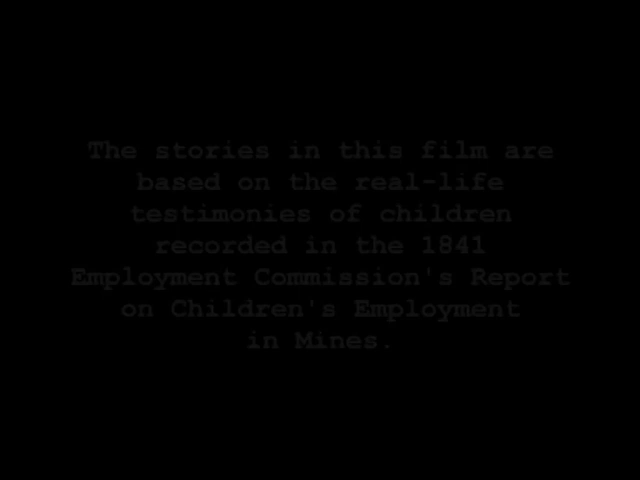 The stories in this film are
based on the real-life
testimonies of children
recorded in the 1841
Employment Commission's Report
on Children's Employment
in Mines.